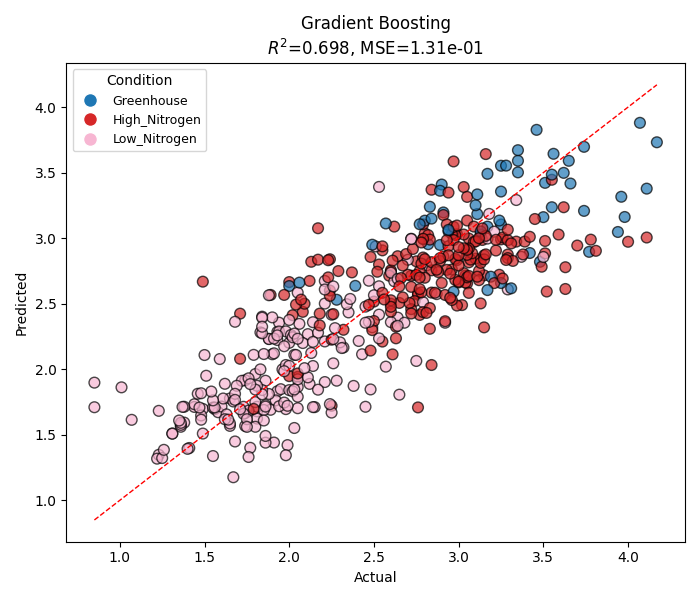 Gradient Boosting
R²=0.698, MSE=1.31e-01
Condition
Greenhouse
High_Nitrogen
Low_Nitrogen
4.0
3.5
3.0
2.5
2.0
1.5
1.0
Predicted
1.0 1.5 2.0 2.5 3.0 3.5 4.0
Actual